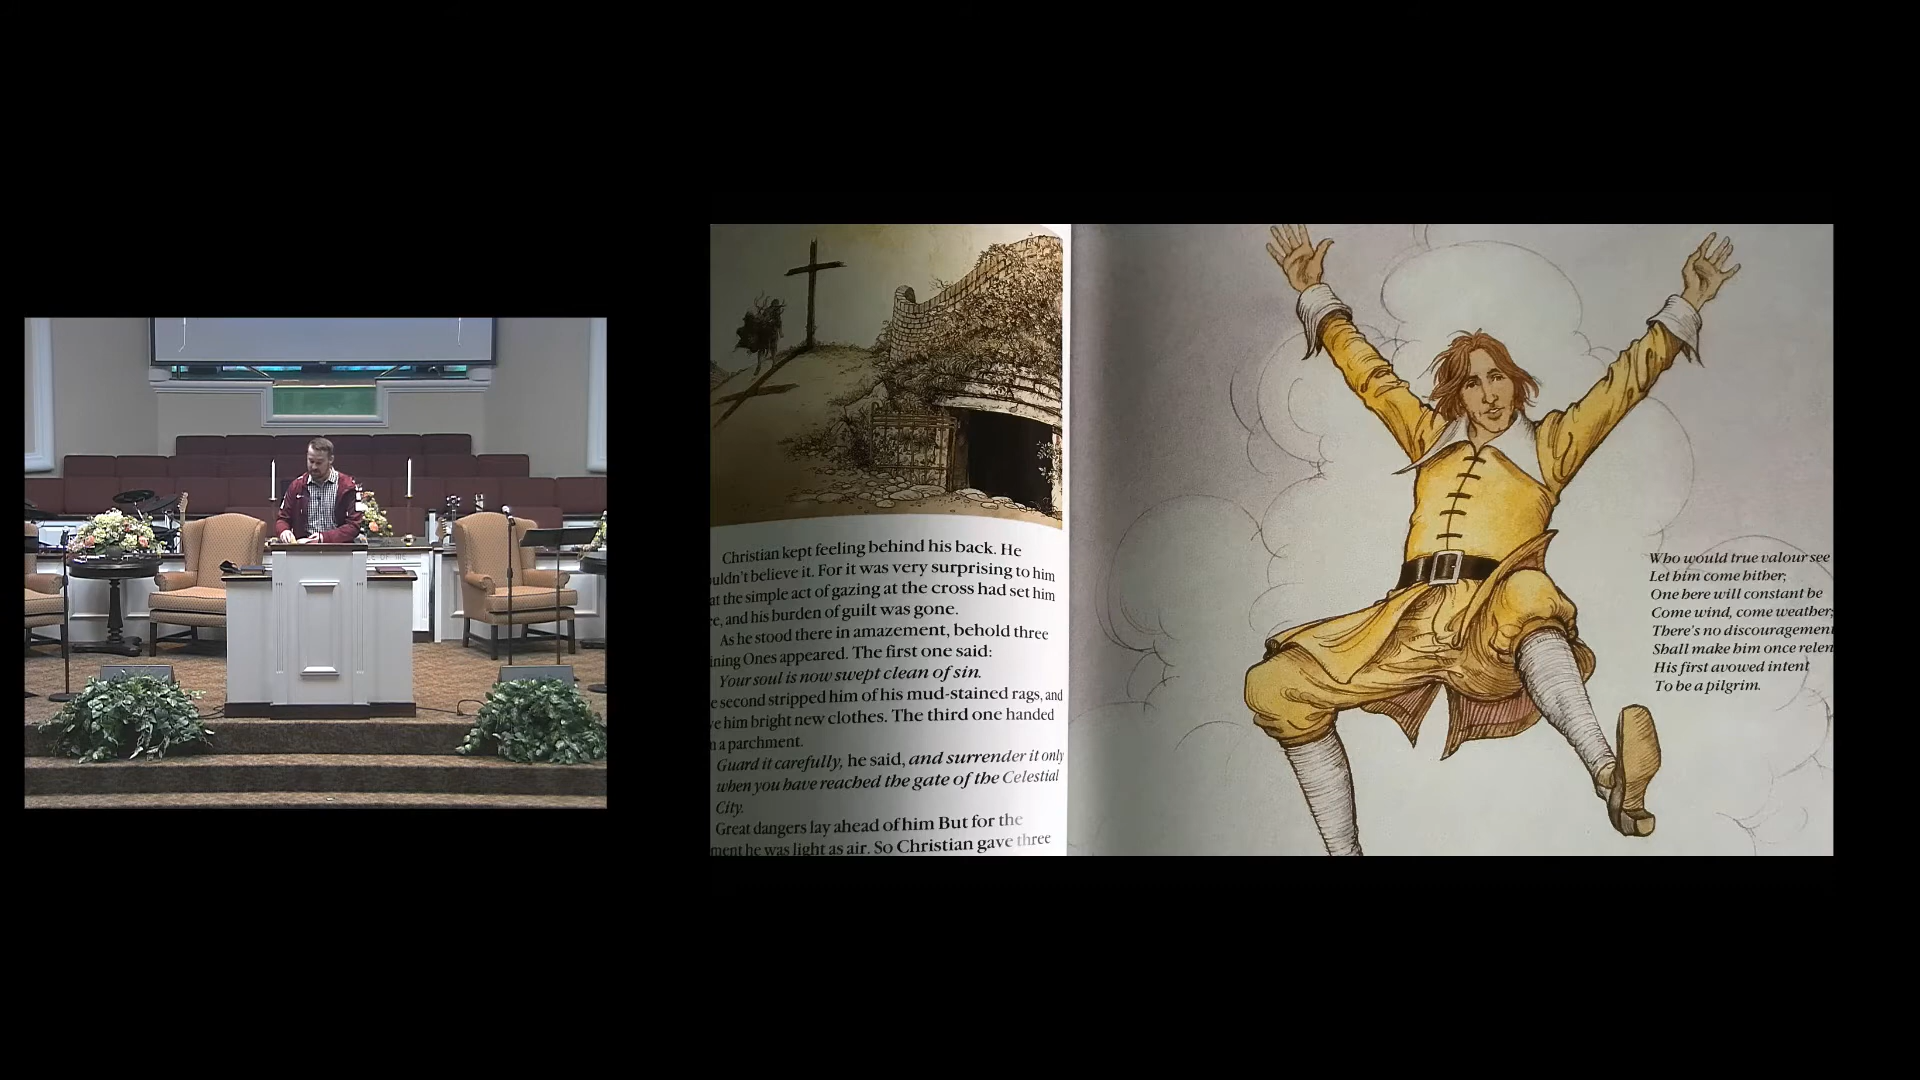 Christian kept feeling behind his back. He
uldn't believe it. For it was very surprising to him
at the simple act of gazing at the cross had set him
e, and his burden of guilt was gone.
As he stood there in amazement, behold three
ining Ones appeared. The first one said:
Your soul is now swept clean of sin.
e second stripped him of his mud-stained rags, and
e him bright new clothes. The third one handed
a parchment.
Guard it carefully, he said, and surrender it only
when you have reached the gate of the Celestial
City.
Great dangers lay ahead of him But for the
ment he was light as air. So Christian gave three
Who would true valour see
Let him come hither;
One here will constant be
Come wind, come weather;
There's no discouragement
Shall make him once relen
His first avowed intent
To be a pilgrim.